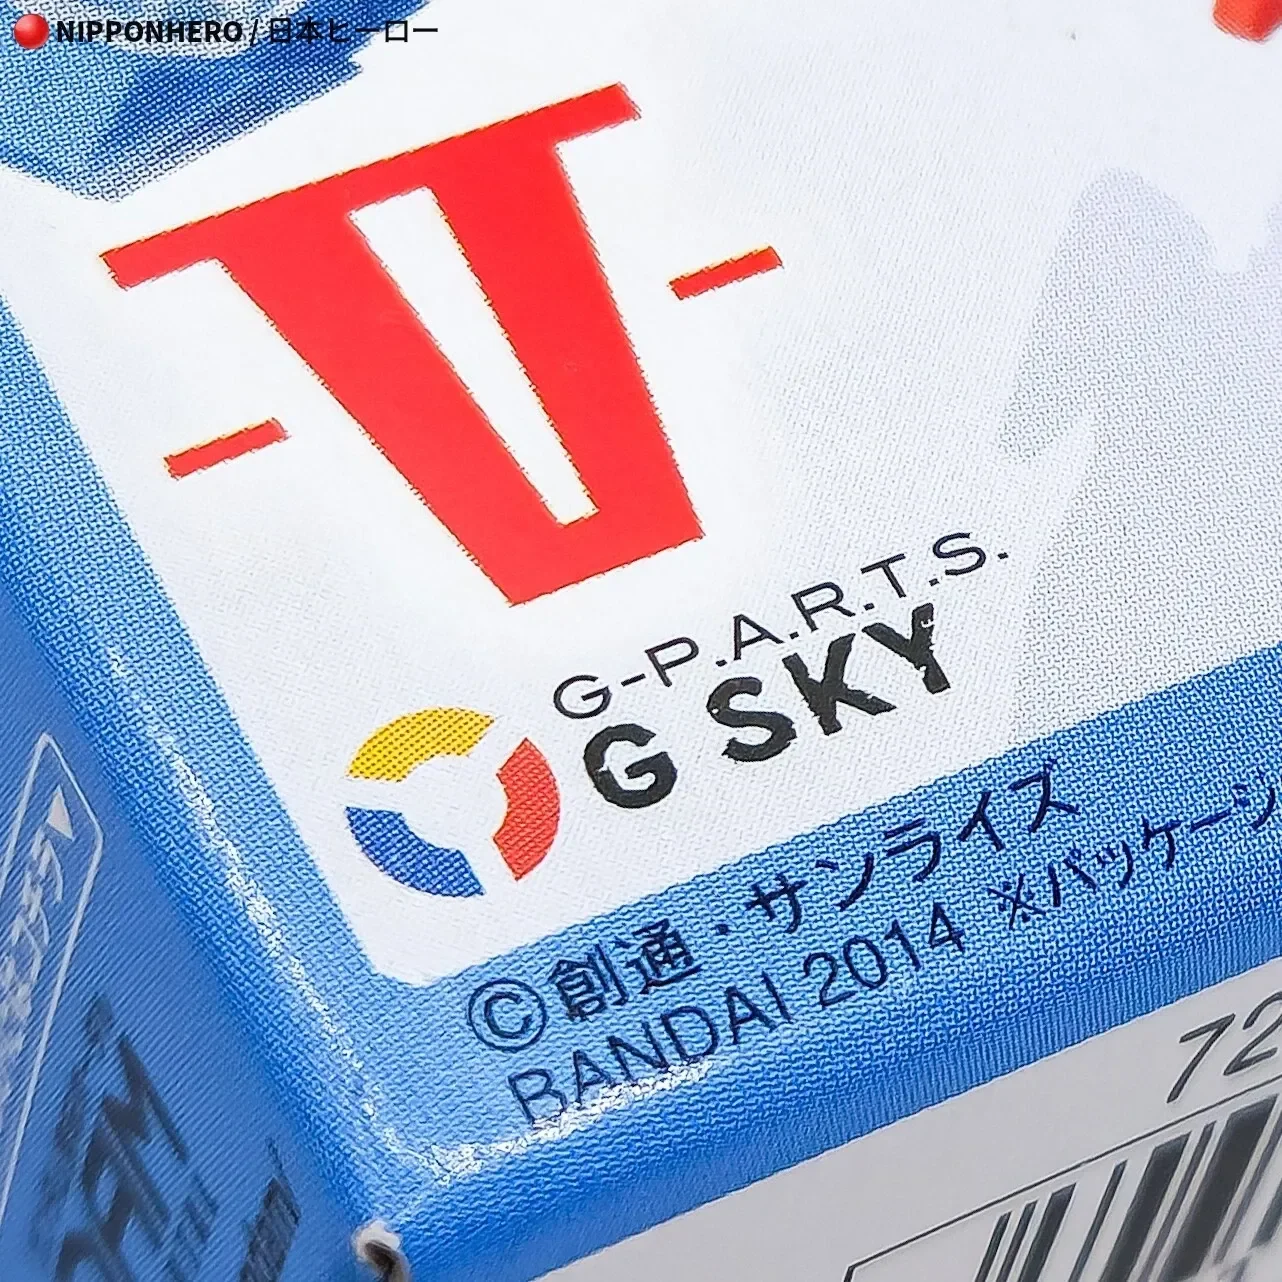 NIPPONHERO / 日本ヒーロー
-V-
G-P.A.R.T.S.
G SKY
©創通・サンライズ
BANDAI 2014 ※パッケージ
72